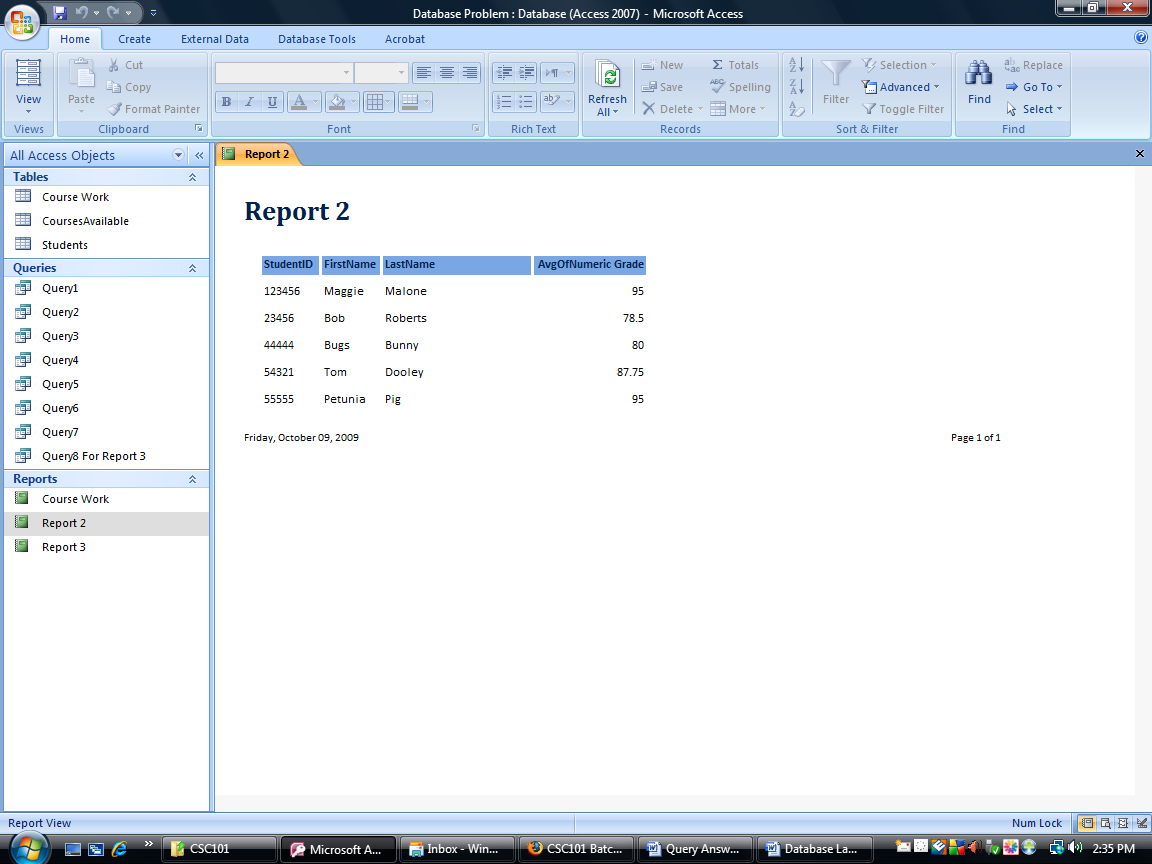 Database Problem : Database (Access 2007) - Microsoft Access
Home Create External Data Database Tools Acrobat
View
Views
Paste
Cut
Copy
Format Painter
Clipboard
B I U A
Font
ab
Rich Text
Refresh
All
New
Save
Delete
Σ Totals
ABC Spelling
More
Records
Filter
Selection
Advanced
Toggle Filter
Sort & Filter
Find
Replace
Go To
Select
Find
All Access Objects
Tables
Course Work
CoursesAvailable
Students
Queries
Query1
Query2
Query3
Query4
Query5
Query6
Query7
Query8 For Report 3
Reports
Course Work
Report 2
Report 3
Report 2
Report 2
StudentID FirstName LastName AvgOfNumeric Grade
123456 Maggie Malone 95
23456 Bob Roberts 78.5
44444 Bugs Bunny 80
54321 Tom Dooley 87.75
55555 Petunia Pig 95
Friday, October 09, 2009 Page 1 of 1
Report View Num Lock
» CSC101 Microsoft A... Inbox - Win... CSC101 Batc... Query Answ... Database La... 2:35 PM